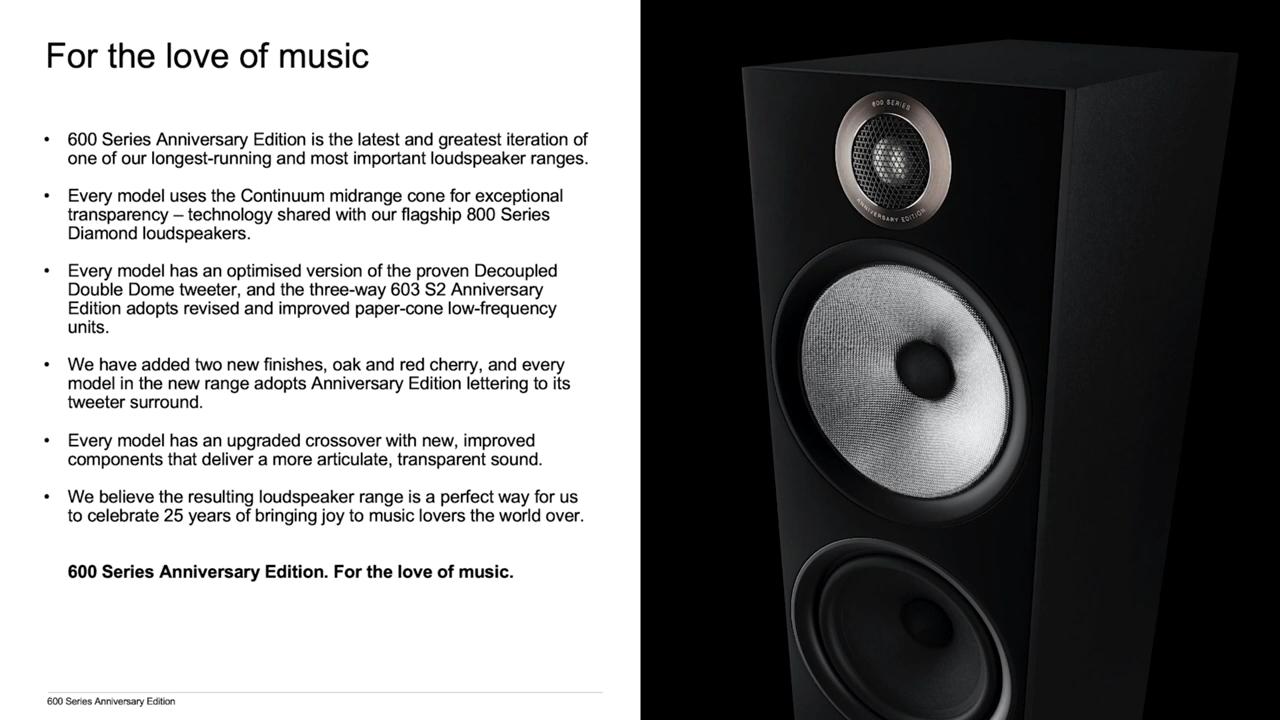 For the love of music
• 600 Series Anniversary Edition is the latest and greatest iteration of
one of our longest-running and most important loudspeaker ranges.
• Every model uses the Continuum midrange cone for exceptional
transparency – technology shared with our flagship 800 Series
Diamond loudspeakers.
• Every model has an optimised version of the proven Decoupled
Double Dome tweeter, and the three-way 603 S2 Anniversary
Edition adopts revised and improved paper-cone low-frequency
units.
• We have added two new finishes, oak and red cherry, and every
model in the new range adopts Anniversary Edition lettering to its
tweeter surround.
• Every model has an upgraded crossover with new, improved
components that deliver a more articulate, transparent sound.
• We believe the resulting loudspeaker range is a perfect way for us
to celebrate 25 years of bringing joy to music lovers the world over.
600 Series Anniversary Edition. For the love of music.
600 Series Anniversary Edition
600 SERIES
ANNIVERSARY EDITION